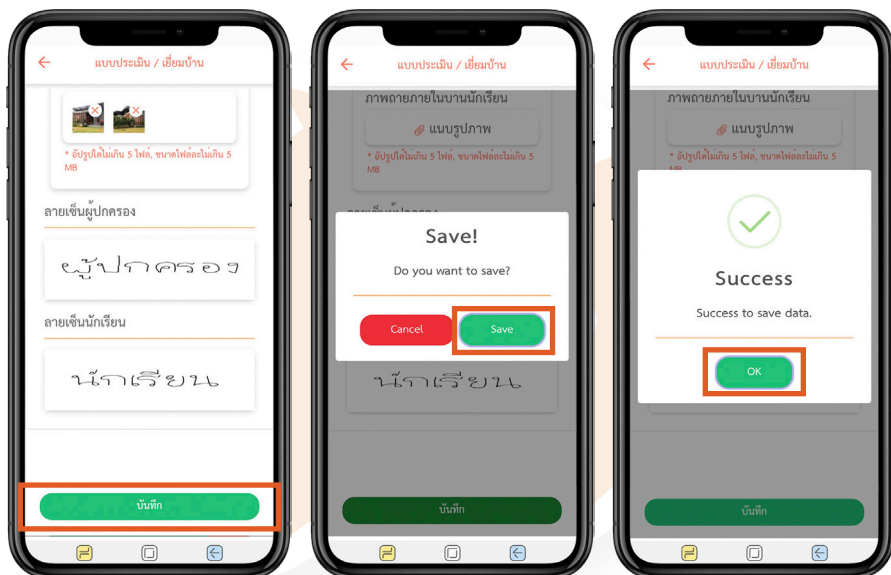 แบบประเมิน / เยี่ยมบ้าน
* อัปรูปได้ไม่เกิน 5 ไฟล์, ขนาดไฟล์ละไม่เกิน 5
MB
ลายเซ็นผู้ปกครอง
ผู้ปกครอง
ลายเซ็นนักเรียน
นักเรียน
บันทึก
แบบประเมิน / เยี่ยมบ้าน
ภาพถ่ายภายในบ้านนักเรียน
แนบรูปภาพ
* อัปรูปได้ไม่เกิน 5 ไฟล์, ขนาดไฟล์ละไม่เกิน 5
MB
Save!
Do you want to save?
Cancel
Save
นักเรียน
บันทึก
แบบประเมิน / เยี่ยมบ้าน
ภาพถ่ายภายในบ้านนักเรียน
แนบรูปภาพ
* อัปรูปได้ไม่เกิน 5 ไฟล์, ขนาดไฟล์ละไม่เกิน 5
Success
Success to save data.
OK
บันทึก